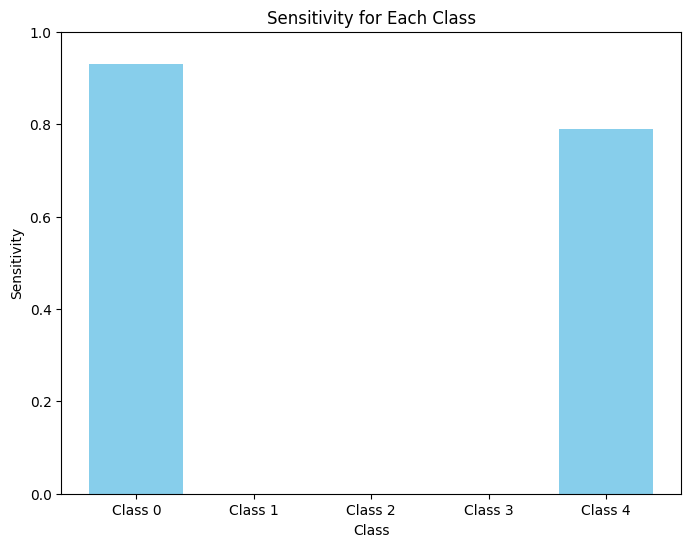 Sensitivity for Each Class
1.0
0.8
0.6
0.4
0.2
0.0
Sensitivity
Class 0
Class 1
Class 2
Class 3
Class 4
Class